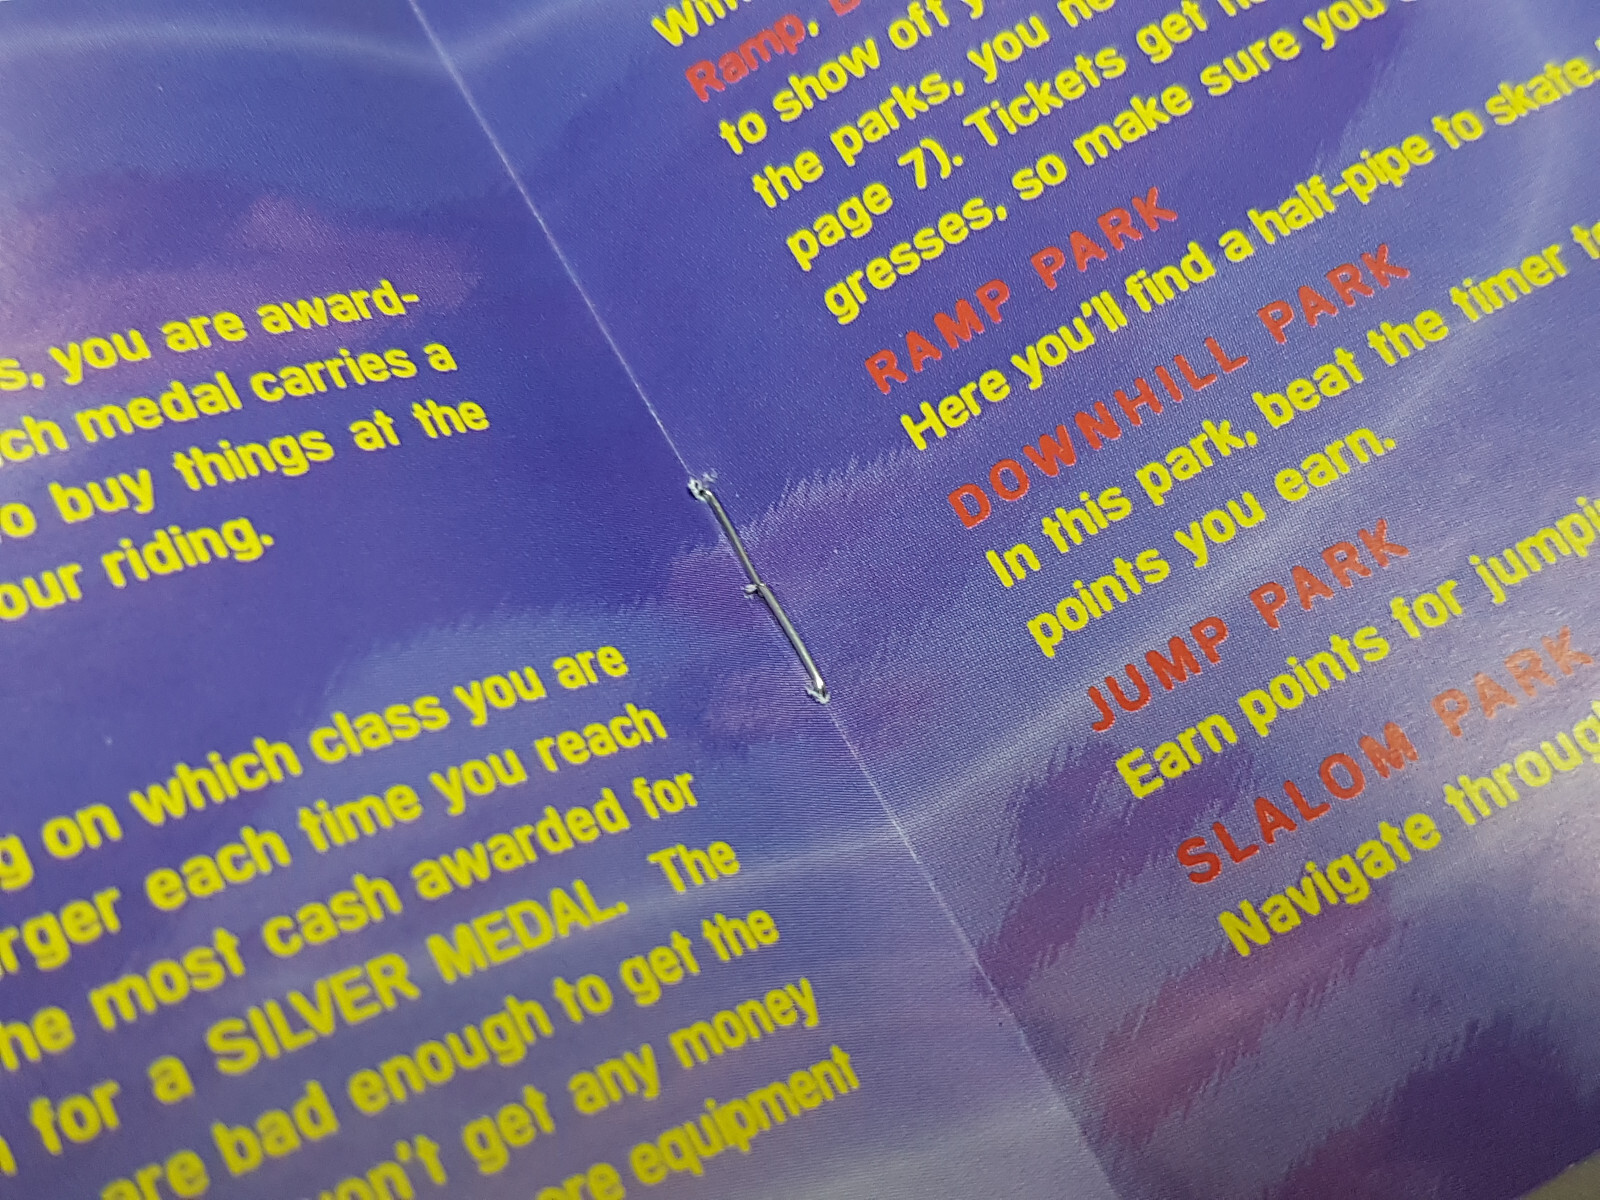 s, you are award-
ch medal carries a
o buy things at the
our riding.
g on which class you are
rger each time you reach
he most cash awarded for
for a SILVER MEDAL. The
are bad enough to get the
on't get any money
ore equipment
Ramp,
to show off
the parks, you
page 7). Tickets get
gresses, so make sure you
RAMP PARK
Here you'll find a half-pipe to skate.
DOWNHILL PARK
In this park, beat the timer
points you earn.
JUMP PARK
Earn points for jumpi
SLALOM PARK
Navigate throug